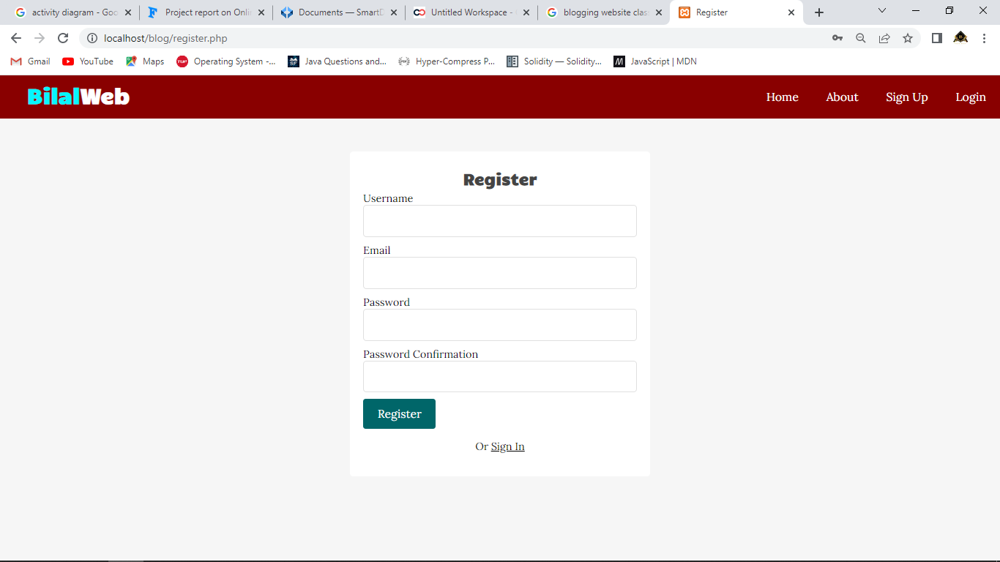 activity diagram - Goo
Project report on Onli
Documents — SmartD
Untitled Workspace -
blogging website clas
Register
localhost/blog/register.php
Gmail
YouTube
Maps
Operating System -...
Java Questions and...
Hyper-Compress P...
Solidity — Solidity...
JavaScript | MDN
BilalWeb
Home
About
Sign Up
Login
Register
Username
Email
Password
Password Confirmation
Register
Or Sign In